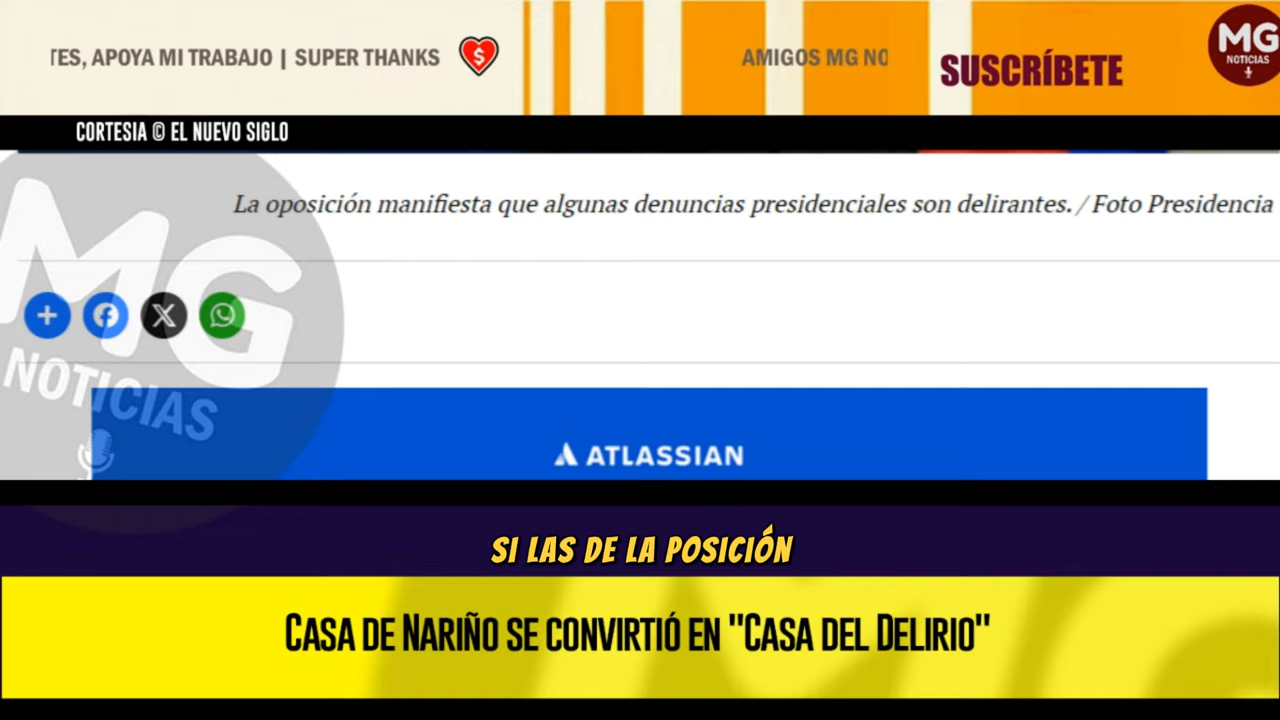 TES, APOYA MI TRABAJO | SUPER THANKS
$
AMIGOS MG NO
SUSCRÍBETE
MG
NOTICIAS
CORTESIA © EL NUEVO SIGLO
La oposición manifiesta que algunas denuncias presidenciales son delirantes. / Foto Presidencia
MG
NOTICIAS
ATLASSIAN
SI LAS DE LA POSICIÓN
CASA DE NARIÑO SE CONVIRTIÓ EN "CASA DEL DELIRIO"